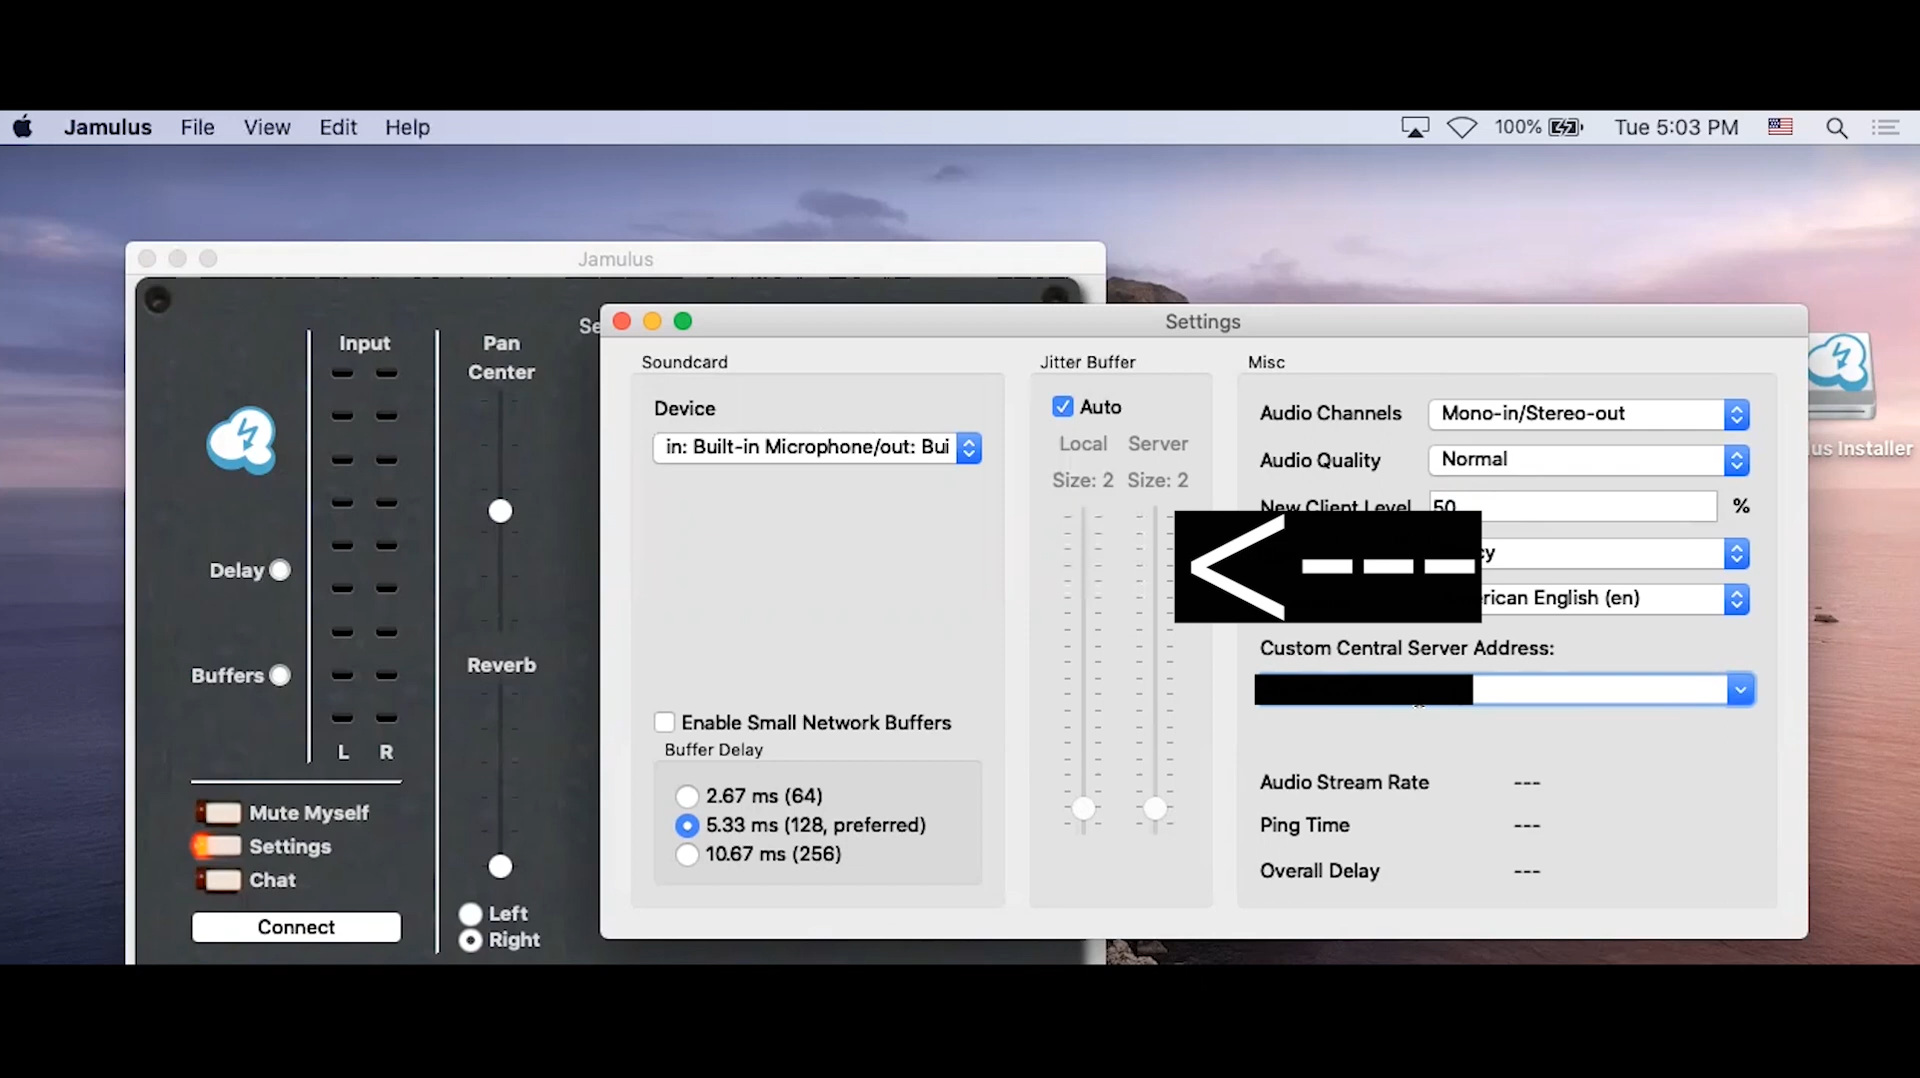 Jamulus File View Edit Help 100% Tue 5:03 PM
Jamulus
Se
Settings
Input
Pan
Center
Delay
Buffers
L R
Reverb
Mute Myself
Settings
Chat
Connect
Left
Right
Soundcard
Device
in: Built-in Microphone/out: Bui
Enable Small Network Buffers
Buffer Delay
2.67 ms (64)
5.33 ms (128, preferred)
10.67 ms (256)
Jitter Buffer
Auto
Local Server
Size: 2 Size: 2
Misc
Audio Channels Mono-in/Stereo-out
Audio Quality Normal
New Client Level 50 %
<---
cy
rican English (en)
Custom Central Server Address:
Audio Stream Rate ---
Ping Time ---
Overall Delay ---
us Installer